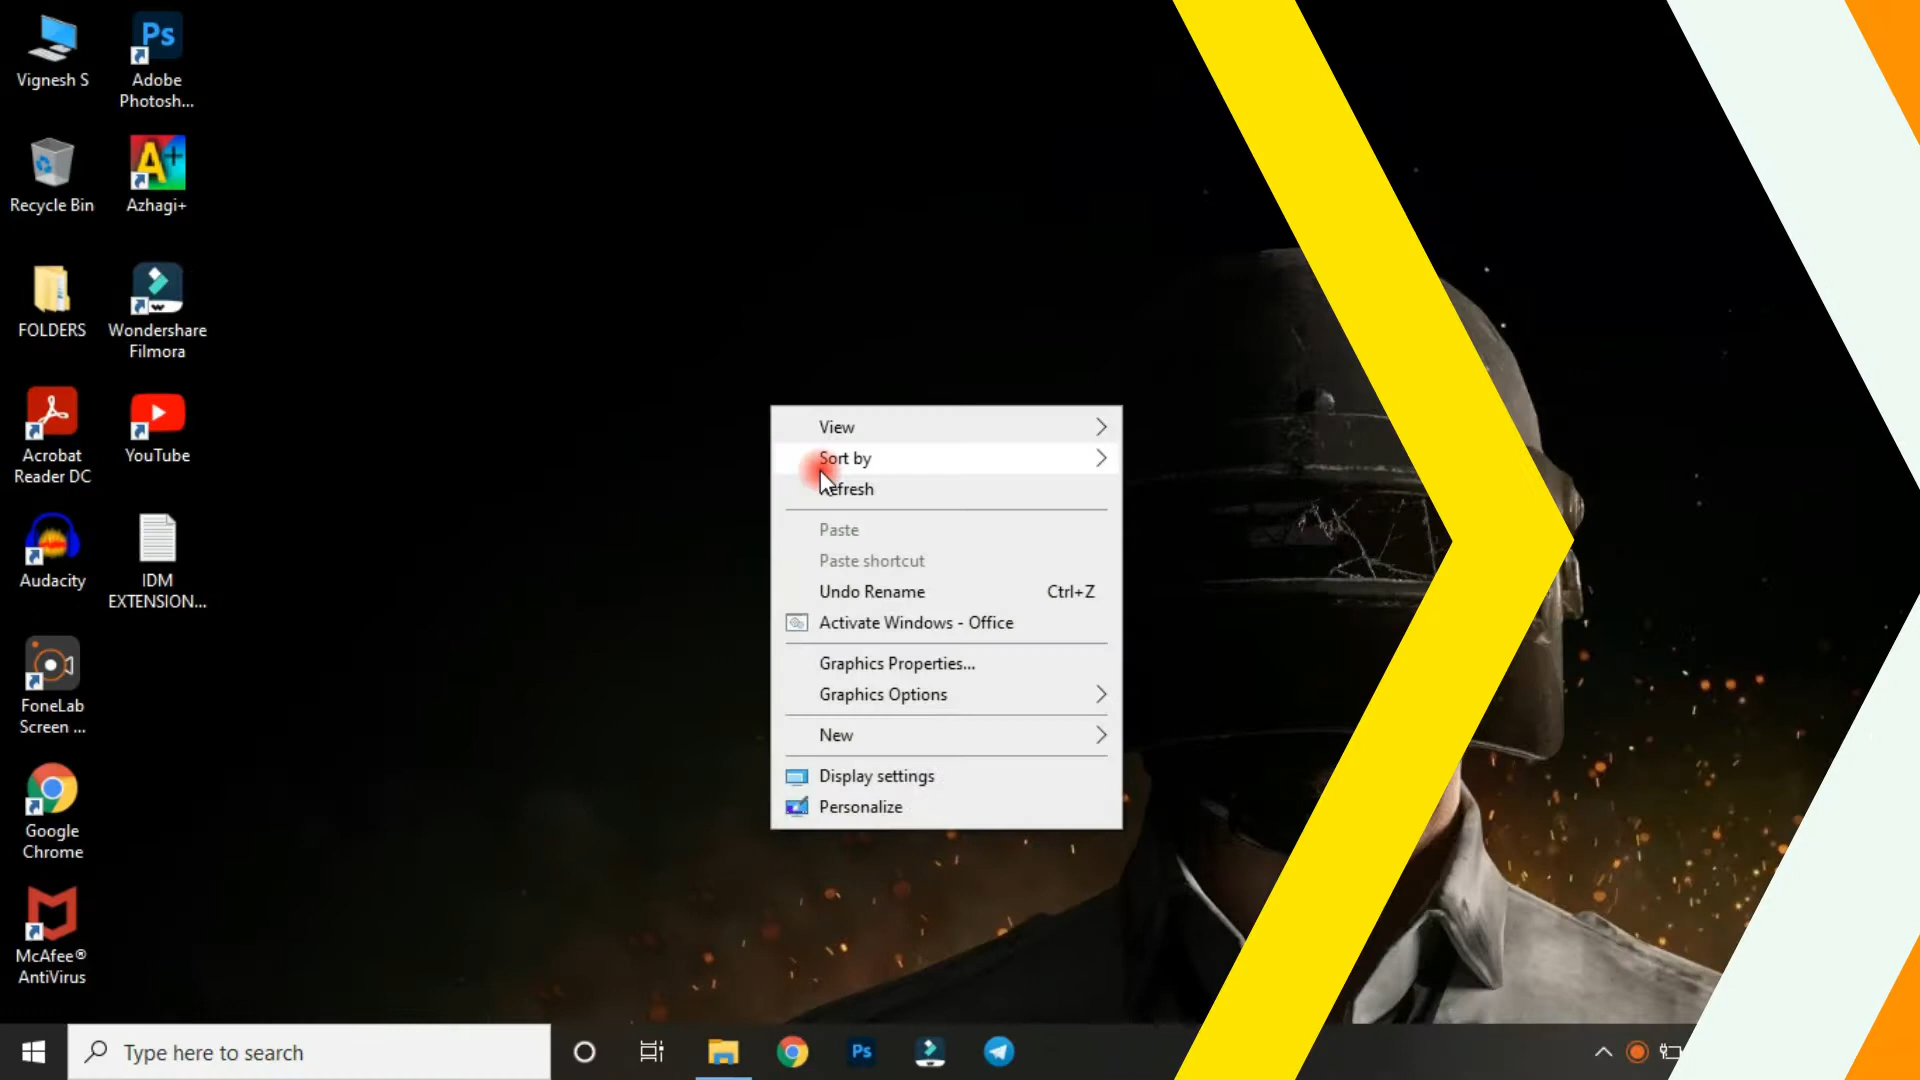 Vignesh S
Ps
Adobe
Photosh...
Recycle Bin
A+
Azhagi+
FOLDERS
Wondershare
Filmora
Acrobat
Reader DC
YouTube
Audacity
IDM
EXTENSION...
FoneLab
Screen ...
Google
Chrome
McAfee®
AntiVirus
View
Sort by
efresh
Paste
Paste shortcut
Undo Rename Ctrl+Z
Activate Windows - Office
Graphics Properties...
Graphics Options
New
Display settings
Personalize
Type here to search
Ps